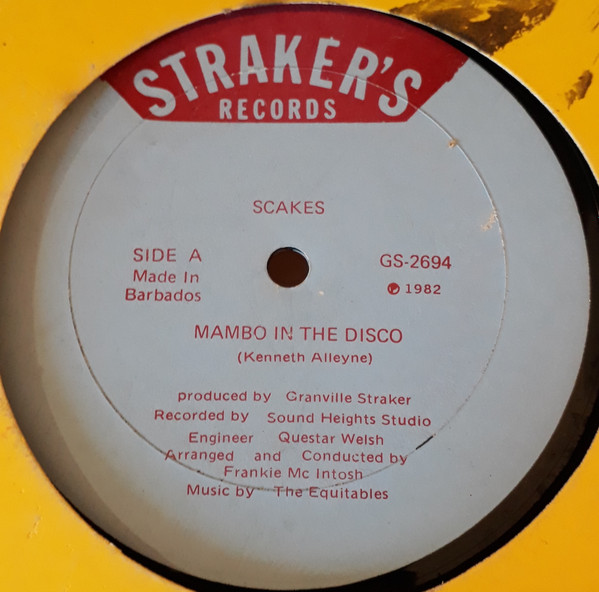 STRAKER'S
RECORDS
SCAKES
SIDE A
Made In
Barbados
GS-2694
℗ 1982
MAMBO IN THE DISCO
(Kenneth Alleyne)
produced by Granville Straker
Recorded by Sound Heights Studio
Engineer Questar Welsh
Arranged and Conducted by
Frankie Mc Intosh
Music by The Equitables